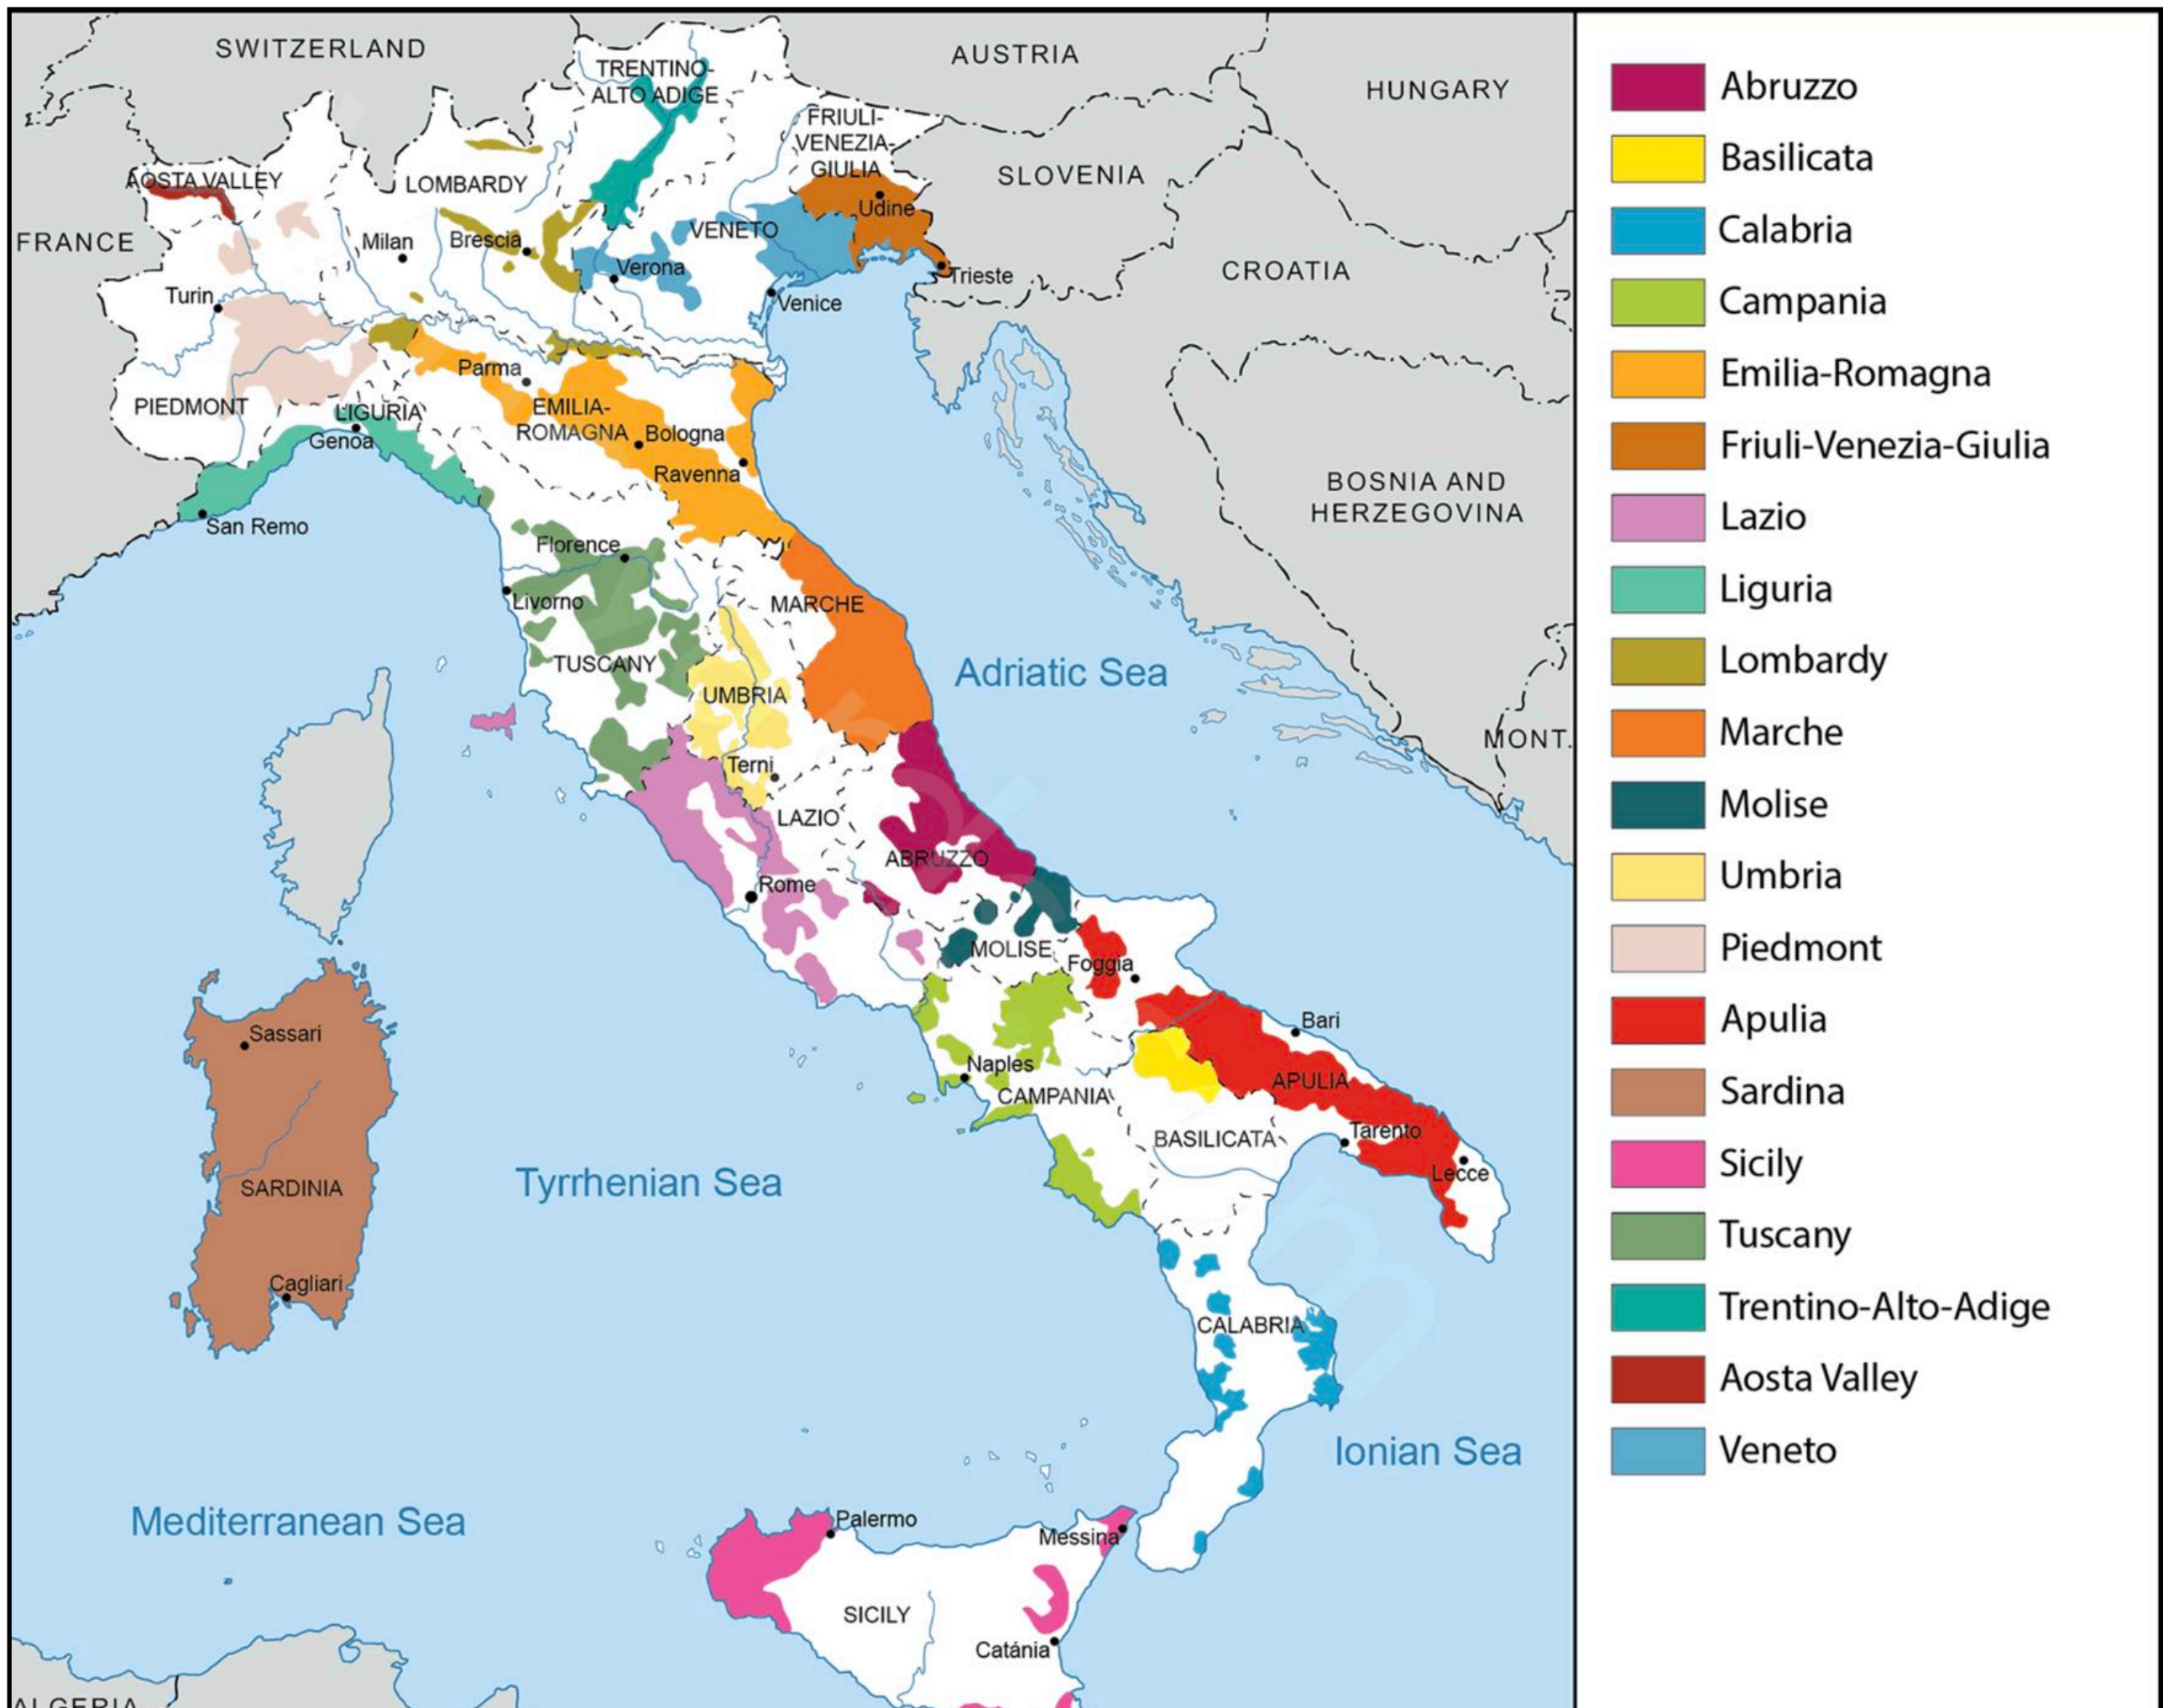 SWITZERLAND
AUSTRIA
HUNGARY
TRENTINO-
ALTO ADIGE
FRIULI-
VENEZIA-
GIULIA
SLOVENIA
AOSTA VALLEY
LOMBARDY
Udine
FRANCE
Milan
Brescia
VENETO
Verona
Trieste
CROATIA
Turin
Venice
Parma
PIEDMONT
LIGURIA
Genoa
EMILIA-
ROMAGNA
Bologna
Ravenna
San Remo
BOSNIA AND
HERZEGOVINA
Florence
Livorno
MARCHE
TUSCANY
UMBRIA
Adriatic Sea
MONT.
Terni
LAZIO
ABRUZZO
Rome
MOLISE
Foggia
Sassari
Bari
Naples
CAMPANIA
APULIA
BASILICATA
Tarento
Lecce
SARDINIA
Tyrrhenian Sea
Cagliari
CALABRIA
Ionian Sea
Mediterranean Sea
Palermo
Messina
SICILY
Catánia
ALGERIA
Abruzzo
Basilicata
Calabria
Campania
Emilia-Romagna
Friuli-Venezia-Giulia
Lazio
Liguria
Lombardy
Marche
Molise
Umbria
Piedmont
Apulia
Sardina
Sicily
Tuscany
Trentino-Alto-Adige
Aosta Valley
Veneto